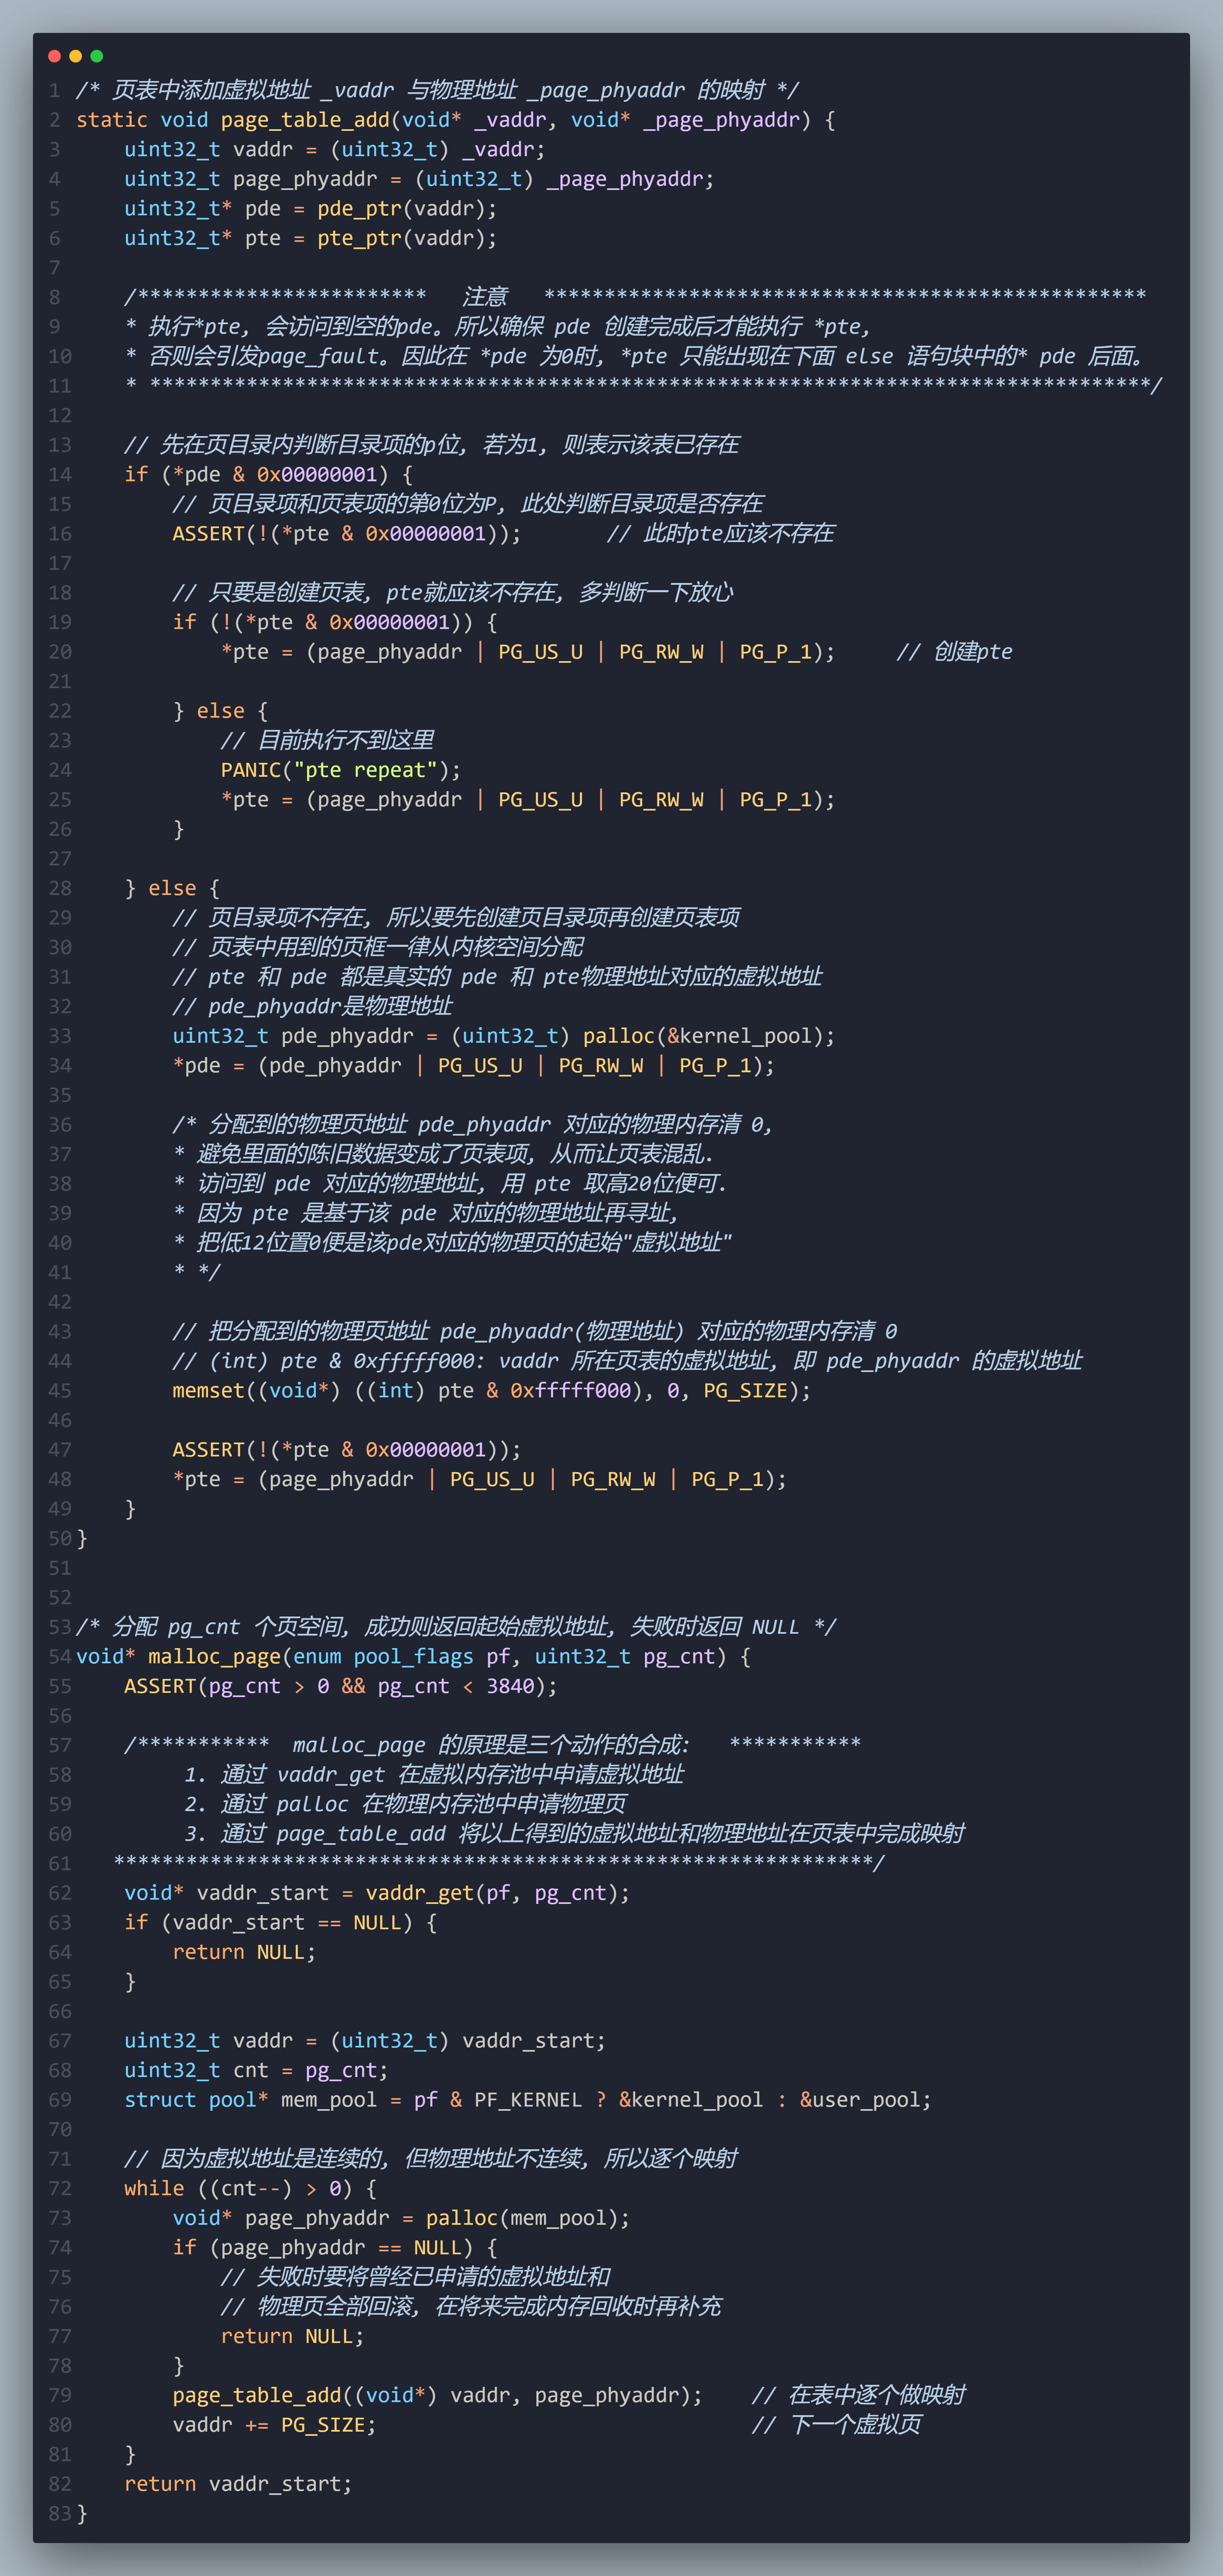 1 /* 页表中添加虚拟地址 _vaddr 与物理地址 _page_phyaddr 的映射 */
2 static void page_table_add(void* _vaddr, void* _page_phyaddr) {
3     uint32_t vaddr = (uint32_t) _vaddr;
4     uint32_t page_phyaddr = (uint32_t) _page_phyaddr;
5     uint32_t* pde = pde_ptr(vaddr);
6     uint32_t* pte = pte_ptr(vaddr);
7
8     /************************   注意   **************************************************
9     * 执行*pte, 会访问到空的pde。所以确保 pde 创建完成后才能执行 *pte,
10     * 否则会引发page_fault。因此在 *pde 为0时, *pte 只能出现在下面 else 语句块中的* pde 后面。
11     * ***********************************************************************************/
12
13     // 先在页目录内判断目录项的p位, 若为1, 则表示该表已存在
14     if (*pde & 0x00000001) {
15         // 页目录项和页表项的第0位为P, 此处判断目录项是否存在
16         ASSERT(!(*pte & 0x00000001));       // 此时pte应该不存在
17
18         // 只要是创建页表, pte就应该不存在, 多判断一下放心
19         if (!(*pte & 0x00000001)) {
20             *pte = (page_phyaddr | PG_US_U | PG_RW_W | PG_P_1);     // 创建pte
21
22         } else {
23             // 目前执行不到这里
24             PANIC("pte repeat");
25             *pte = (page_phyaddr | PG_US_U | PG_RW_W | PG_P_1);
26         }
27
28     } else {
29         // 页目录项不存在, 所以要先创建页目录项再创建页表项
30         // 页表中用到的页框一律从内核空间分配
31         // pte 和 pde 都是真实的 pde 和 pte物理地址对应的虚拟地址
32         // pde_phyaddr是物理地址
33         uint32_t pde_phyaddr = (uint32_t) palloc(&kernel_pool);
34         *pde = (pde_phyaddr | PG_US_U | PG_RW_W | PG_P_1);
35
36         /* 分配到的物理页地址 pde_phyaddr 对应的物理内存清 0,
37         * 避免里面的陈旧数据变成了页表项, 从而让页表混乱.
38         * 访问到 pde 对应的物理地址, 用 pte 取高20位便可.
39         * 因为 pte 是基于该 pde 对应的物理地址再寻址,
40         * 把低12位置0便是该pde对应的物理页的起始"虚拟地址"
41         * */
42
43         // 把分配到的物理页地址 pde_phyaddr(物理地址) 对应的物理内存清 0
44         // (int) pte & 0xfffff000: vaddr 所在页表的虚拟地址, 即 pde_phyaddr 的虚拟地址
45         memset((void*) ((int) pte & 0xfffff000), 0, PG_SIZE);
46
47         ASSERT(!(*pte & 0x00000001));
48         *pte = (page_phyaddr | PG_US_U | PG_RW_W | PG_P_1);
49     }
50 }
51
52
53 /* 分配 pg_cnt 个页空间, 成功则返回起始虚拟地址, 失败时返回 NULL */
54 void* malloc_page(enum pool_flags pf, uint32_t pg_cnt) {
55     ASSERT(pg_cnt > 0 && pg_cnt < 3840);
56
57     /***********  malloc_page 的原理是三个动作的合成:   ***********
58          1. 通过 vaddr_get 在虚拟内存池中申请虚拟地址
59          2. 通过 palloc 在物理内存池中申请物理页
60          3. 通过 page_table_add 将以上得到的虚拟地址和物理地址在页表中完成映射
61    ***************************************************************/
62     void* vaddr_start = vaddr_get(pf, pg_cnt);
63     if (vaddr_start == NULL) {
64         return NULL;
65     }
66
67     uint32_t vaddr = (uint32_t) vaddr_start;
68     uint32_t cnt = pg_cnt;
69     struct pool* mem_pool = pf & PF_KERNEL ? &kernel_pool : &user_pool;
70
71     // 因为虚拟地址是连续的, 但物理地址不连续, 所以逐个映射
72     while ((cnt--) > 0) {
73         void* page_phyaddr = palloc(mem_pool);
74         if (page_phyaddr == NULL) {
75             // 失败时要将曾经已申请的虚拟地址和
76             // 物理页全部回滚, 在将来完成内存回收时再补充
77             return NULL;
78         }
79         page_table_add((void*) vaddr, page_phyaddr);    // 在表中逐个做映射
80         vaddr += PG_SIZE;                               // 下一个虚拟页
81     }
82     return vaddr_start;
83 }